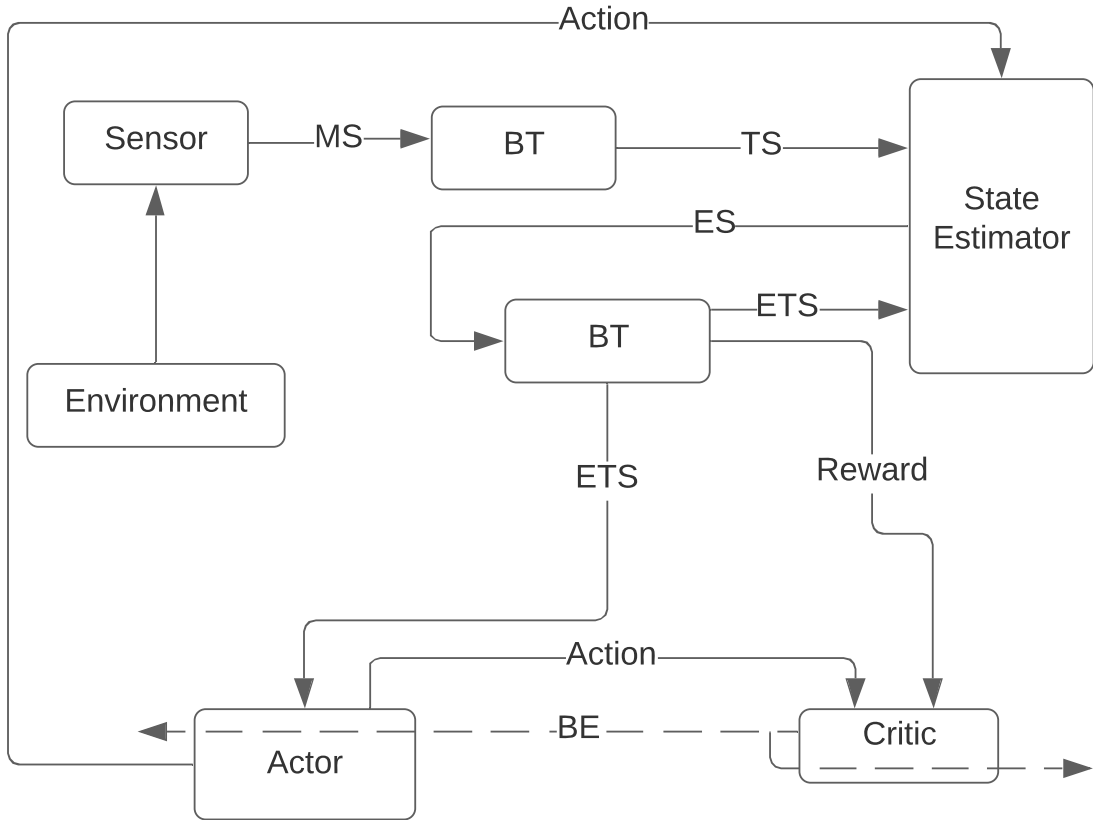 Action
Sensor
MS
BT
TS
State
Estimator
ES
ETS
BT
Environment
ETS
Reward
Action
BE
Critic
Actor